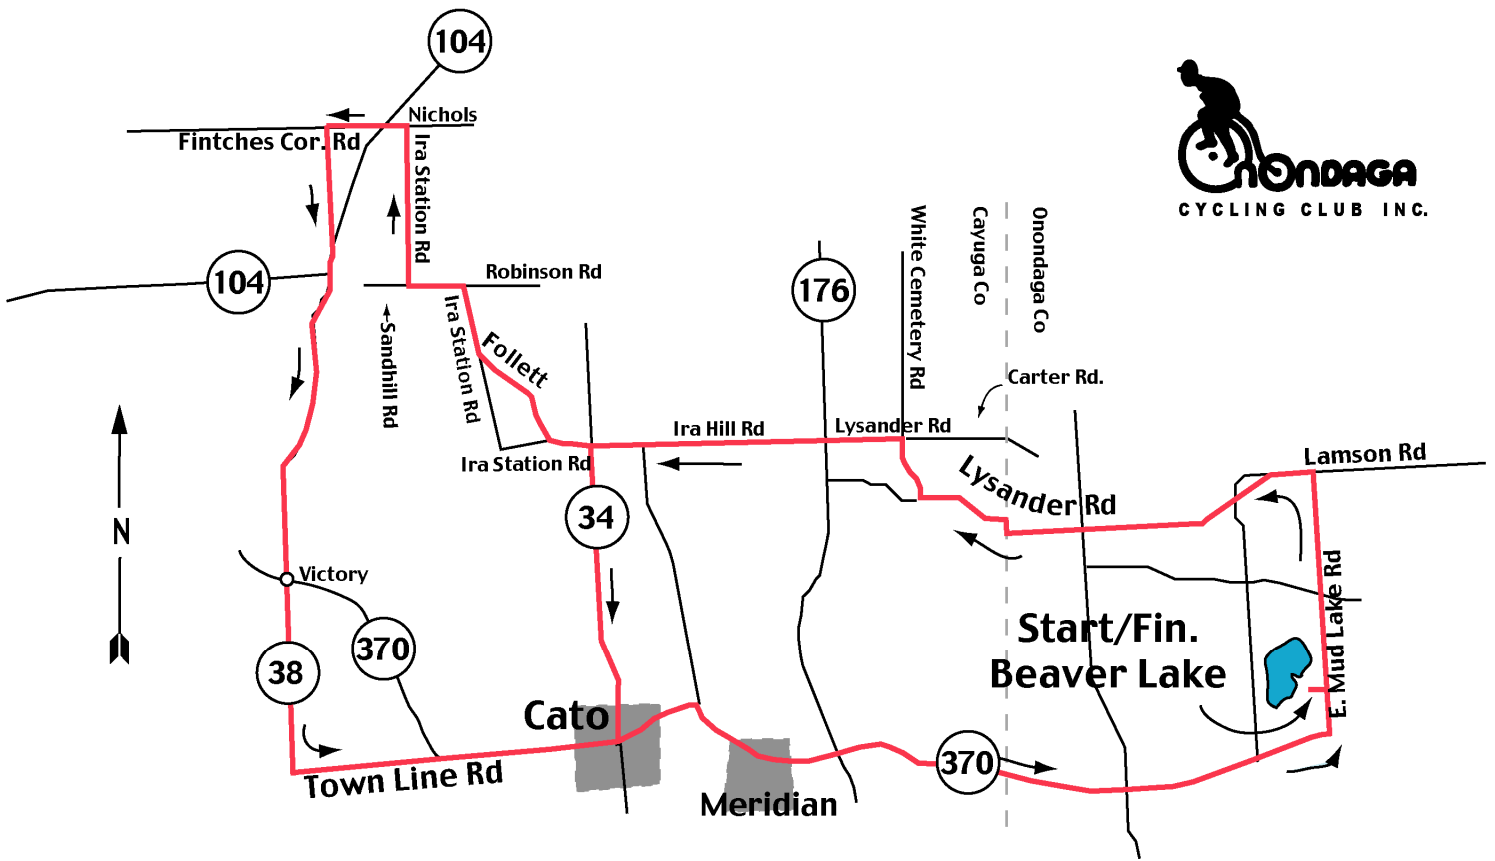 104
Nichols
Fintches Cor. Rd
Ira Station Rd
ONONDAGA
CYCLING CLUB INC.
White Cemetery Rd
Cayuga Co
Onondaga Co
104
Robinson Rd
176
Sandhill Rd
Ira Station Rd
Follett
Carter Rd.
Ira Hill Rd
Lysander Rd
Ira Station Rd
Lysander Rd
Lamson Rd
34
N
Victory
E. Mud Lake Rd
Start/Fin.
Beaver Lake
370
38
Cato
Town Line Rd
370
Meridian